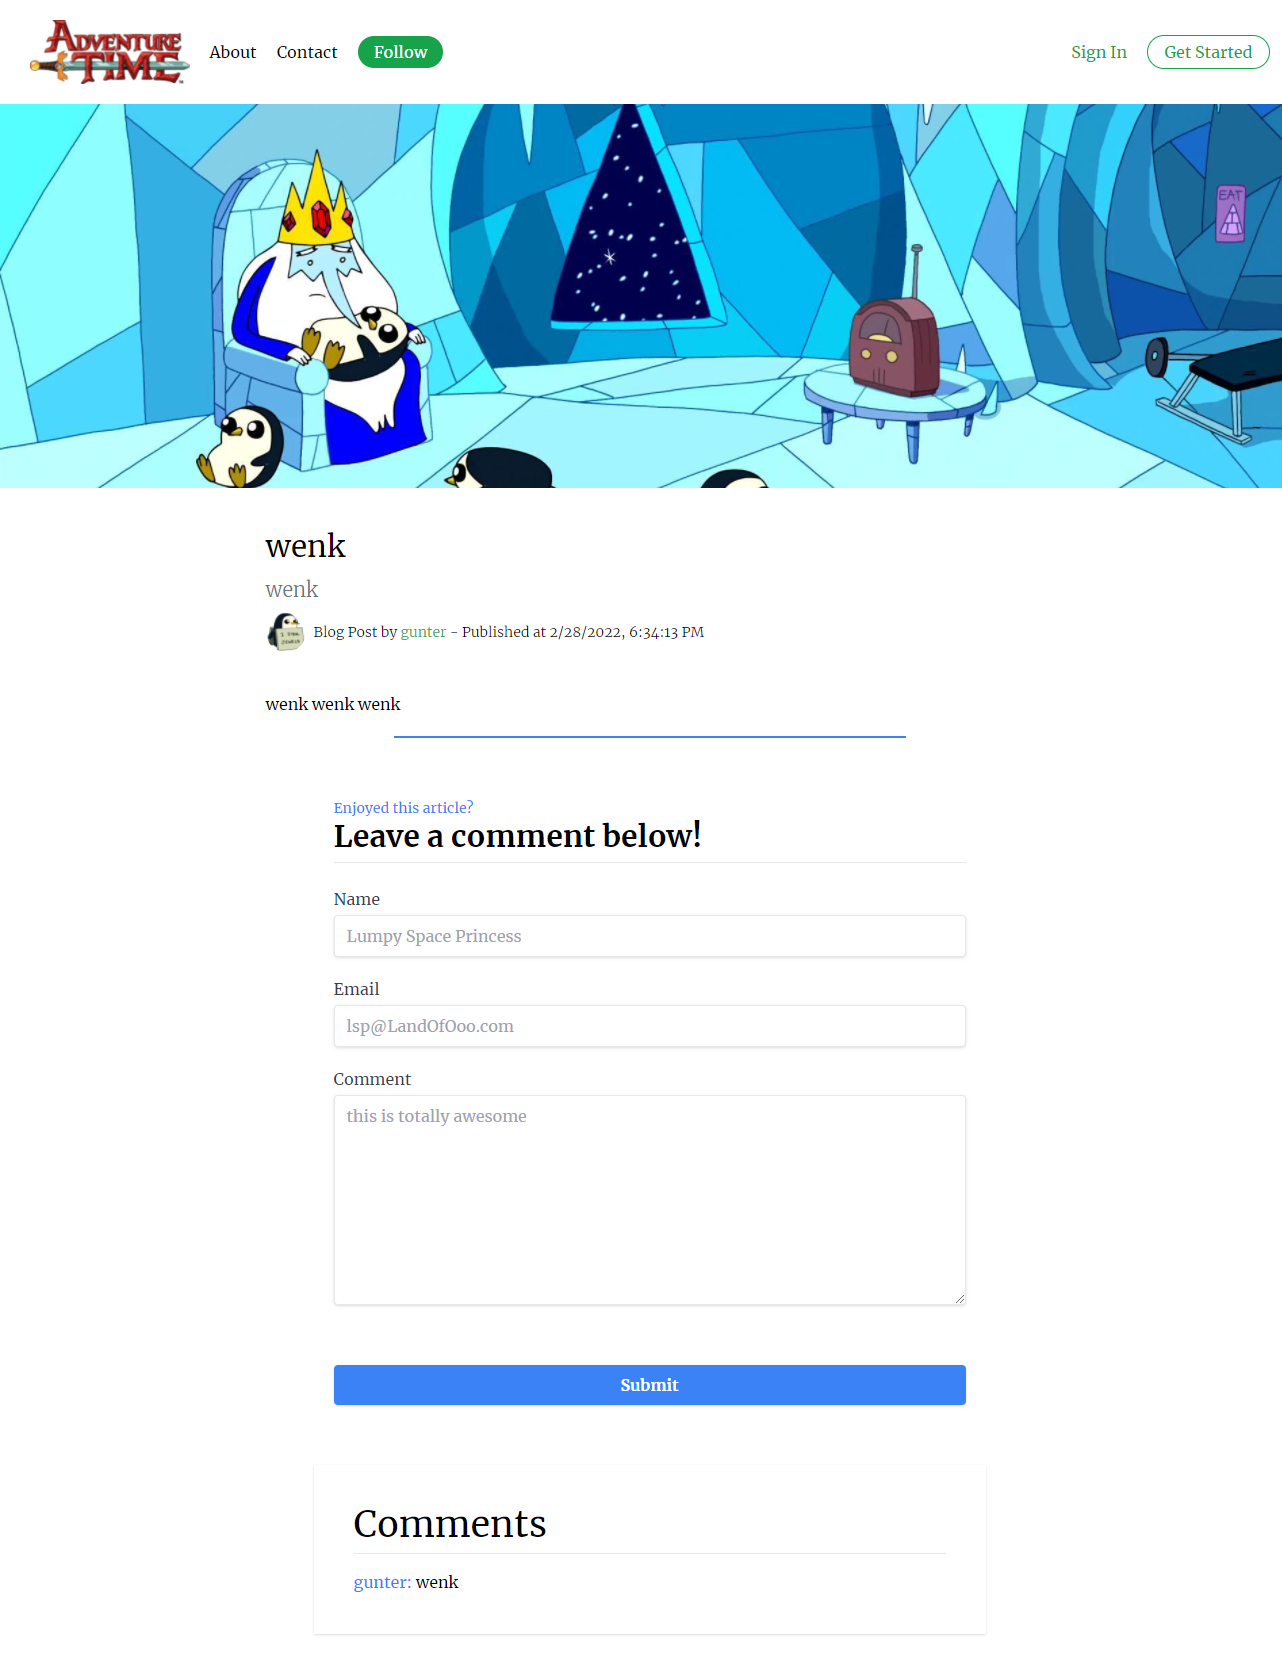 ADVENTURE
TIME
About Contact Follow
Sign In Get Started
EAT
wenk
wenk
Blog Post by gunter - Published at 2/28/2022, 6:34:13 PM
wenk wenk wenk
Enjoyed this article?
Leave a comment below!
Name
Lumpy Space Princess
Email
lsp@LandOfOoo.com
Comment
this is totally awesome
Submit
Comments
gunter: wenk